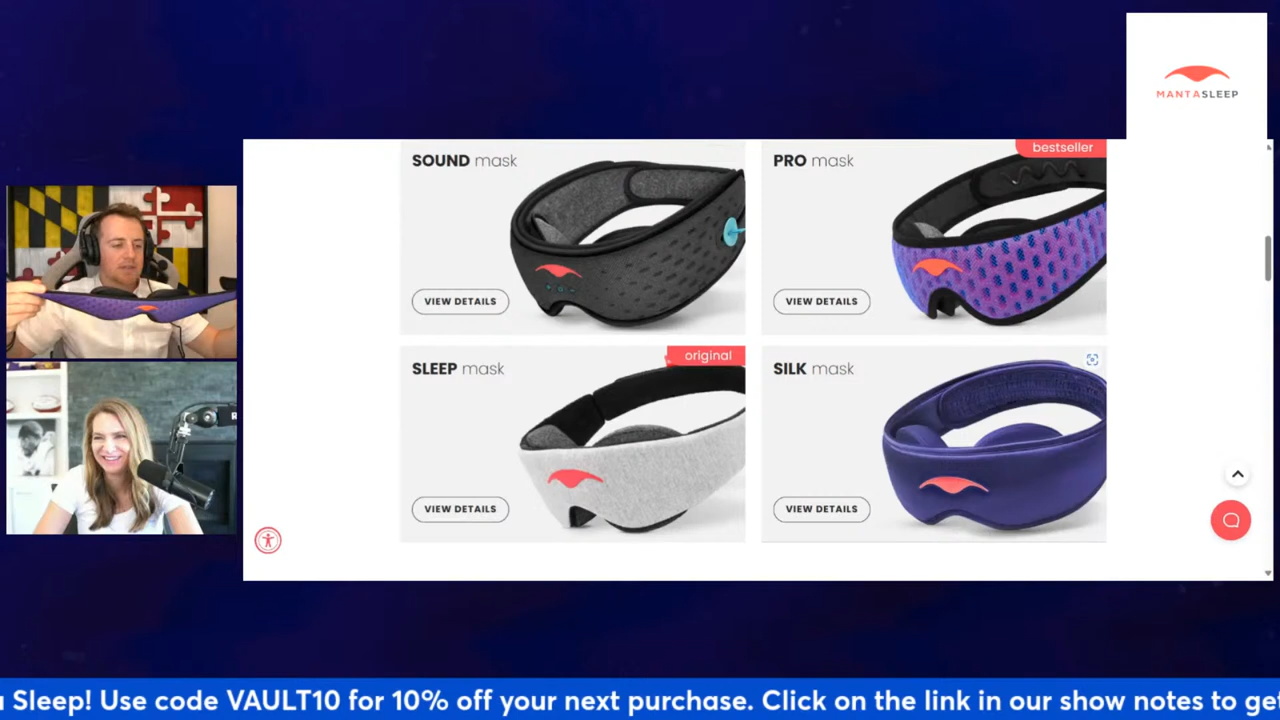 MANTASLEEP
SOUND mask
VIEW DETAILS
bestseller
PRO mask
VIEW DETAILS
original
SLEEP mask
VIEW DETAILS
SILK mask
VIEW DETAILS
Sleep! Use code VAULT10 for 10% off your next purchase. Click on the link in our show notes to ge